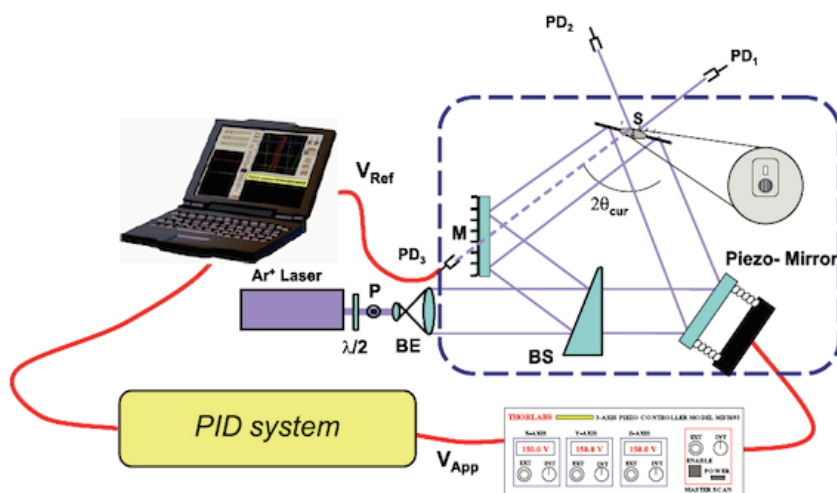 PD2
PD1
S
VRef
2θcur
M
PD3
Piezo- Mirror
Ar+ Laser
P
λ/2
BE
BS
PID system
VApp
THORLABS 3-AXIS PIEZO CONTROLLER MODEL MDT693
X-AXIS Y-AXIS Z-AXIS
EXT INT
150.0 V 150.0 V 150.0 V
ENABLE
EXT INT EXT INT EXT INT
POWER
MASTER SCAN